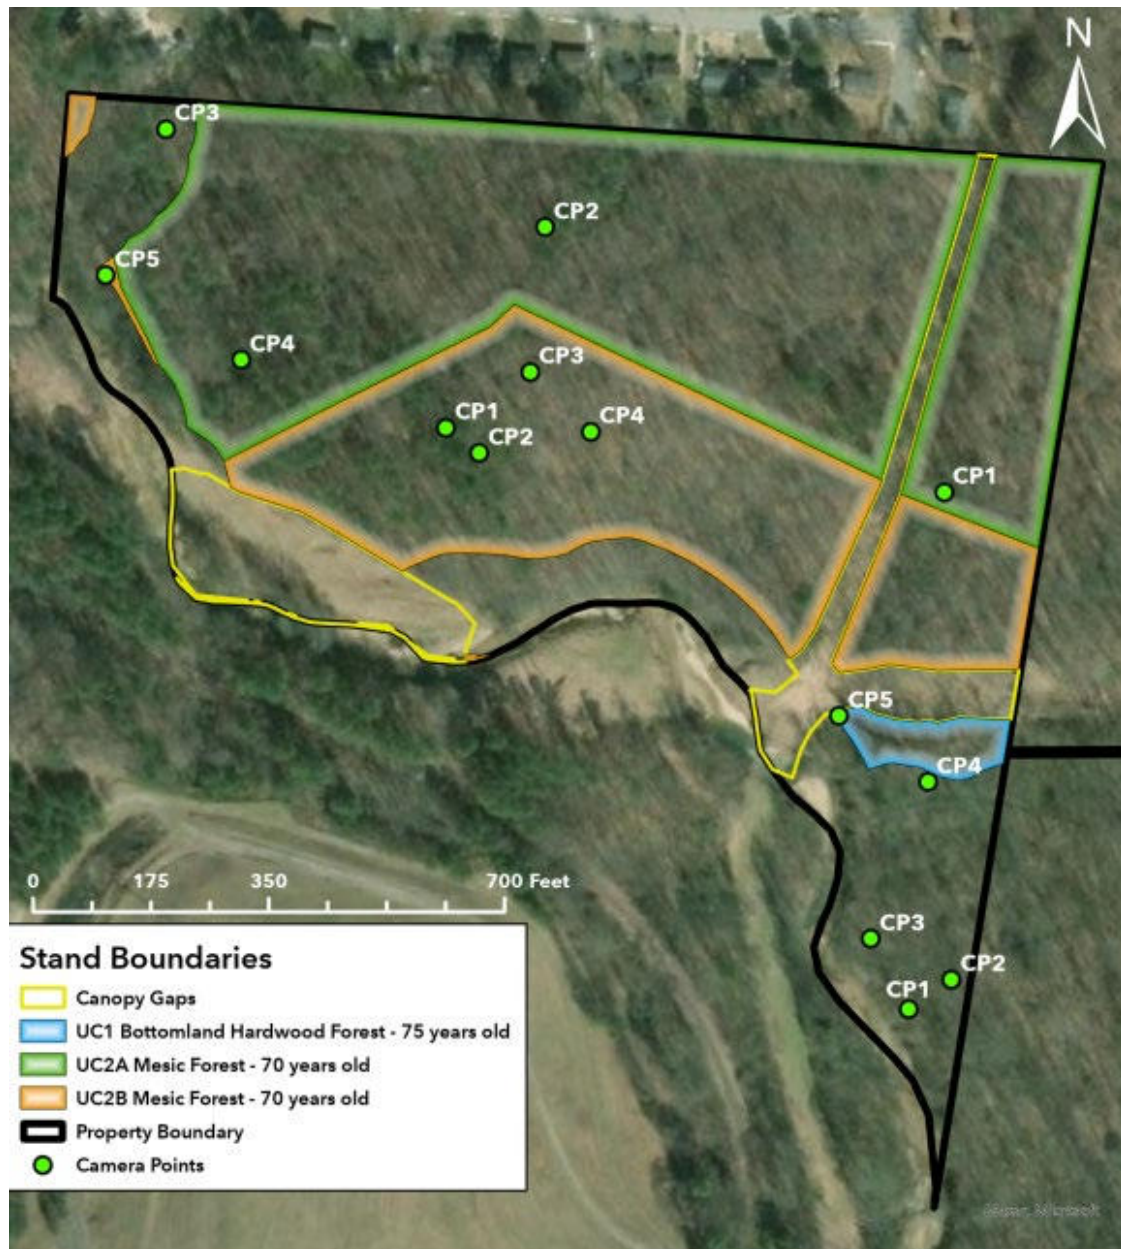 N
CP3
CP2
CP5
CP4
CP3
CP1
CP4
CP2
CP1
CP5
CP4
0 175 350 700 Feet
CP3
CP2
CP1
Stand Boundaries
Canopy Gaps
UC1 Bottomland Hardwood Forest - 75 years old
UC2A Mesic Forest - 70 years old
UC2B Mesic Forest - 70 years old
Property Boundary
Camera Points
Microsoft